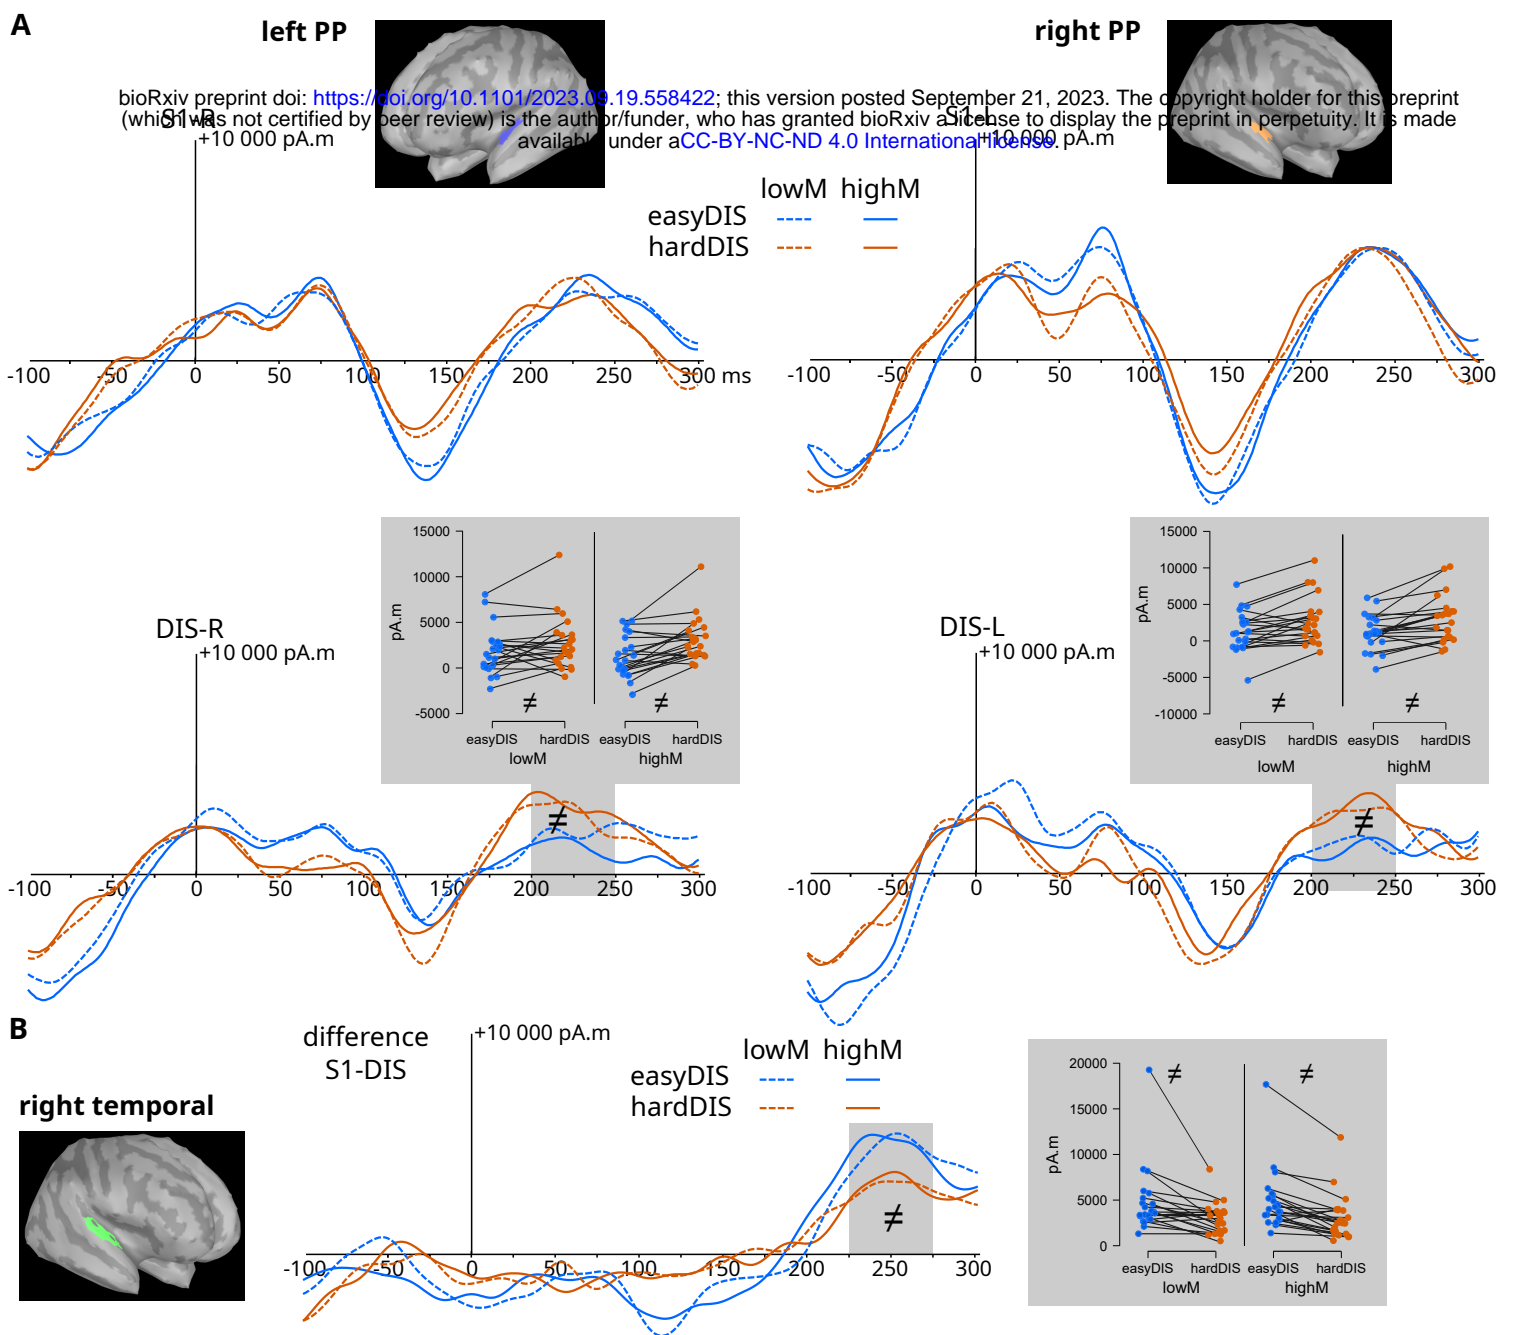 A
left PP
right PP
bioRxiv preprint doi: https://doi.org/10.1101/2023.09.19.558422; this version posted September 21, 2023. The copyright holder for this preprint
(which was not certified by peer review) is the author/funder, who has granted bioRxiv a license to display the preprint in perpetuity. It is made
available under aCC-BY-NC-ND 4.0 International license.
S1-R
+10 000 pA.m
S1-L
+10 000 pA.m
lowM highM
easyDIS
hardDIS
-100 -50 0 50 100 150 200 250 300 ms
-100 -50 0 50 100 150 200 250 300
DIS-R
+10 000 pA.m
15000
10000
5000
0
-5000
pA.m
≠ ≠
easyDIS hardDIS easyDIS hardDIS
lowM highM
≠
-100 -50 0 50 100 150 200 250 300
DIS-L
+10 000 pA.m
15000
10000
5000
0
-5000
-10000
pA.m
≠ ≠
easyDIS hardDIS easyDIS hardDIS
lowM highM
≠
-100 -50 0 50 100 150 200 250 300
B
right temporal
difference
S1-DIS
+10 000 pA.m
lowM highM
easyDIS
hardDIS
≠
-100 -50 0 50 100 150 200 250 300
20000
15000
10000
5000
0
pA.m
≠ ≠
easyDIS hardDIS easyDIS hardDIS
lowM highM